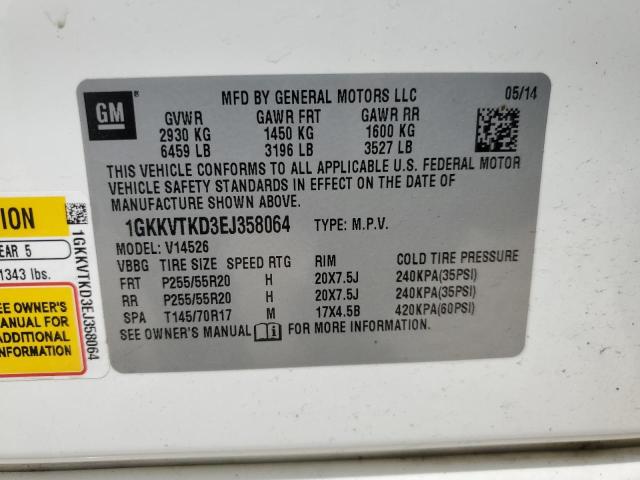 GM
MFD BY GENERAL MOTORS LLC 05/14
GVWR GAWR FRT GAWR RR
2930 KG 1450 KG 1600 KG
6459 LB 3196 LB 3527 LB
THIS VEHICLE CONFORMS TO ALL APPLICABLE U.S. FEDERAL MOTOR
VEHICLE SAFETY STANDARDS IN EFFECT ON THE DATE OF
MANUFACTURE SHOWN ABOVE.
1GKKVTKD3EJ358064 TYPE: M.P.V.
MODEL: V14526
VBBG TIRE SIZE SPEED RTG RIM COLD TIRE PRESSURE
FRT P255/55R20 H 20X7.5J 240KPA(35PSI)
RR P255/55R20 H 20X7.5J 240KPA(35PSI)
SPA T145/70R17 M 17X4.5B 420KPA(60PSI)
SEE OWNER'S MANUAL FOR MORE INFORMATION.
EAR 5
1343 lbs.
SEE OWNER'S
MANUAL FOR
ADDITIONAL
1GKKVTKD3EJ358064